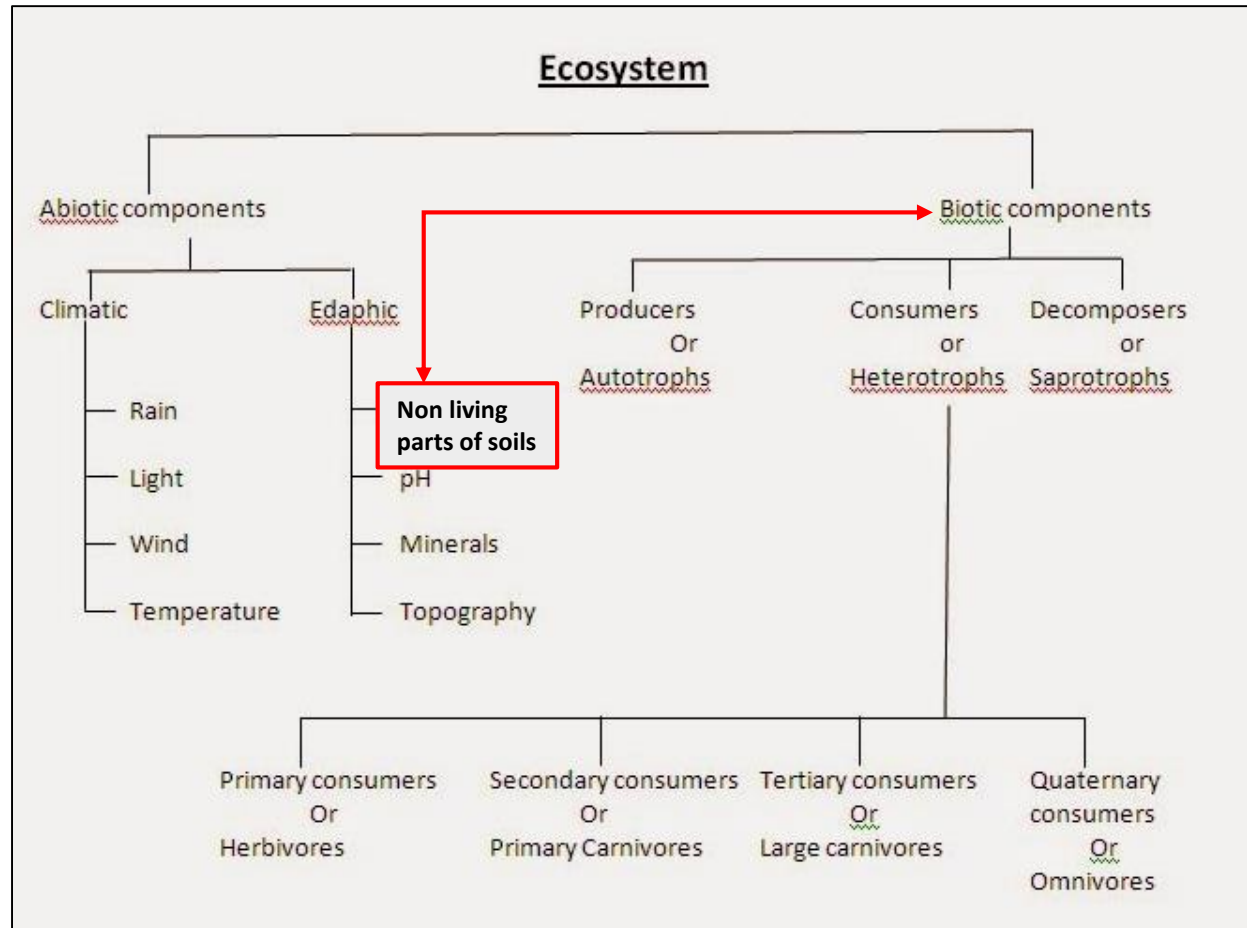 Ecosystem
Abiotic components
Biotic components
Climatic
Edaphic
Producers
Or
Autotrophs
Consumers
or
Heterotrophs
Decomposers
or
Saprotrophs
Rain
Light
Wind
Temperature
Non living
parts of soils
pH
Minerals
Topography
Primary consumers
Or
Herbivores
Secondary consumers
Or
Primary Carnivores
Tertiary consumers
Or
Large carnivores
Quaternary
consumers
Or
Omnivores